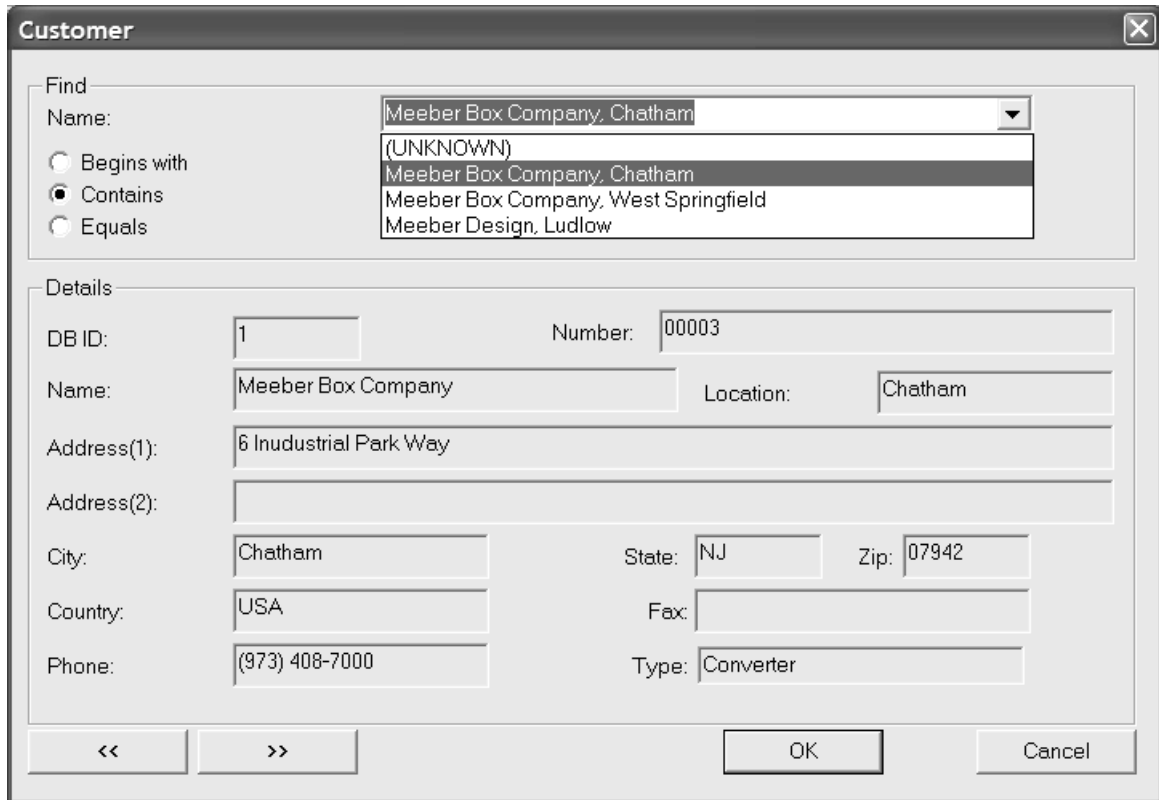 Customer
Find
Name: Meeber Box Company, Chatham
(UNKNOWN)
Begins with
Meeber Box Company, Chatham
Contains
Meeber Box Company, West Springfield
Equals
Meeber Design, Ludlow
Details
DB ID: 1 Number: 00003
Name: Meeber Box Company Location: Chatham
Address(1): 6 Inudustrial Park Way
Address(2):
City: Chatham State: NJ Zip: 07942
Country: USA Fax:
Phone: (973) 408-7000 Type: Converter
<< >> OK Cancel